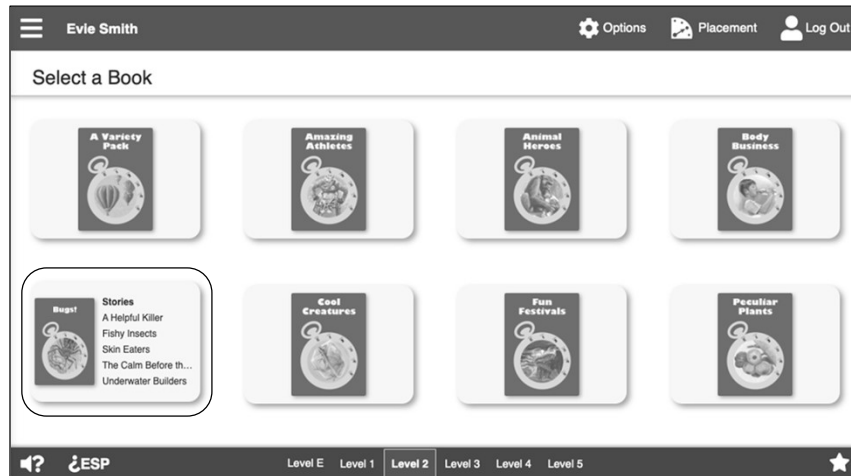 Evie Smith
Options
Placement
Log Out
Select a Book
A Variety
Pack
Amazing
Athletes
Animal
Heroes
Body
Business
Bugs!
Stories
A Helpful Killer
Fishy Insects
Skin Eaters
The Calm Before th...
Underwater Builders
Cool
Creatures
Fun
Festivals
Peculiar
Plants
?
¿ESP
Level E
Level 1
Level 2
Level 3
Level 4
Level 5